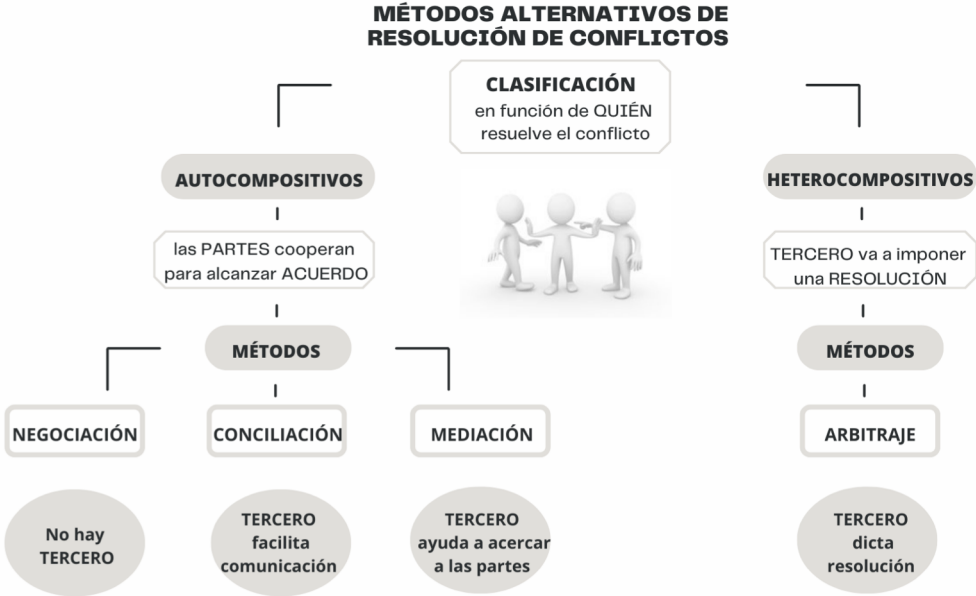 MÉTODOS ALTERNATIVOS DE
RESOLUCIÓN DE CONFLICTOS
CLASIFICACIÓN
en función de QUIÉN
resuelve el conflicto
AUTOCOMPOSITIVOS
HETEROCOMPOSITIVOS
las PARTES cooperan
para alcanzar ACUERDO
TERCERO va a imponer
una RESOLUCIÓN
MÉTODOS
MÉTODOS
NEGOCIACIÓN
CONCILIACIÓN
MEDIACIÓN
ARBITRAJE
No hay
TERCERO
TERCERO
facilita
comunicación
TERCERO
ayuda a acercar
a las partes
TERCERO
dicta
resolución